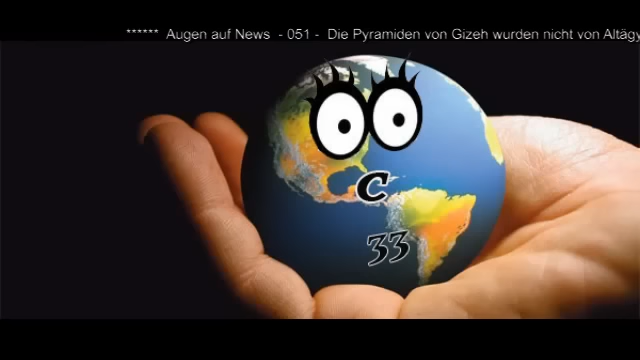 ****** Augen auf News - 051 - Die Pyramiden von Gizeh wurden nicht von
C
33